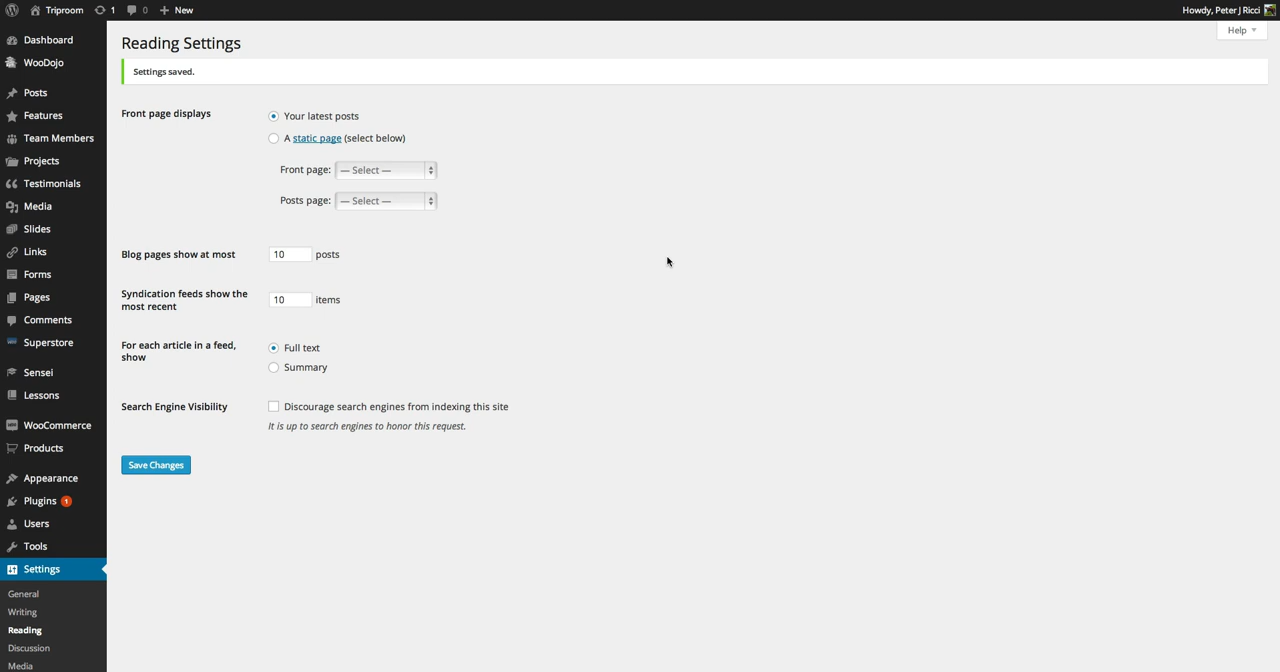 Triproom 1 0 New Howdy, Peter J Ricci
Help
Dashboard
WooDojo
Posts
Features
Team Members
Projects
Testimonials
Media
Slides
Links
Forms
Pages
Comments
Superstore
Sensei
Lessons
WooCommerce
Products
Appearance
Plugins 1
Users
Tools
Settings
General
Writing
Reading
Discussion
Media
Reading Settings
Settings saved.
Front page displays
Your latest posts
A static page (select below)
Front page: — Select —
Posts page: — Select —
Blog pages show at most 10 posts
Syndication feeds show the
most recent
10 items
For each article in a feed,
show
Full text
Summary
Search Engine Visibility
Discourage search engines from indexing this site
It is up to search engines to honor this request.
Save Changes